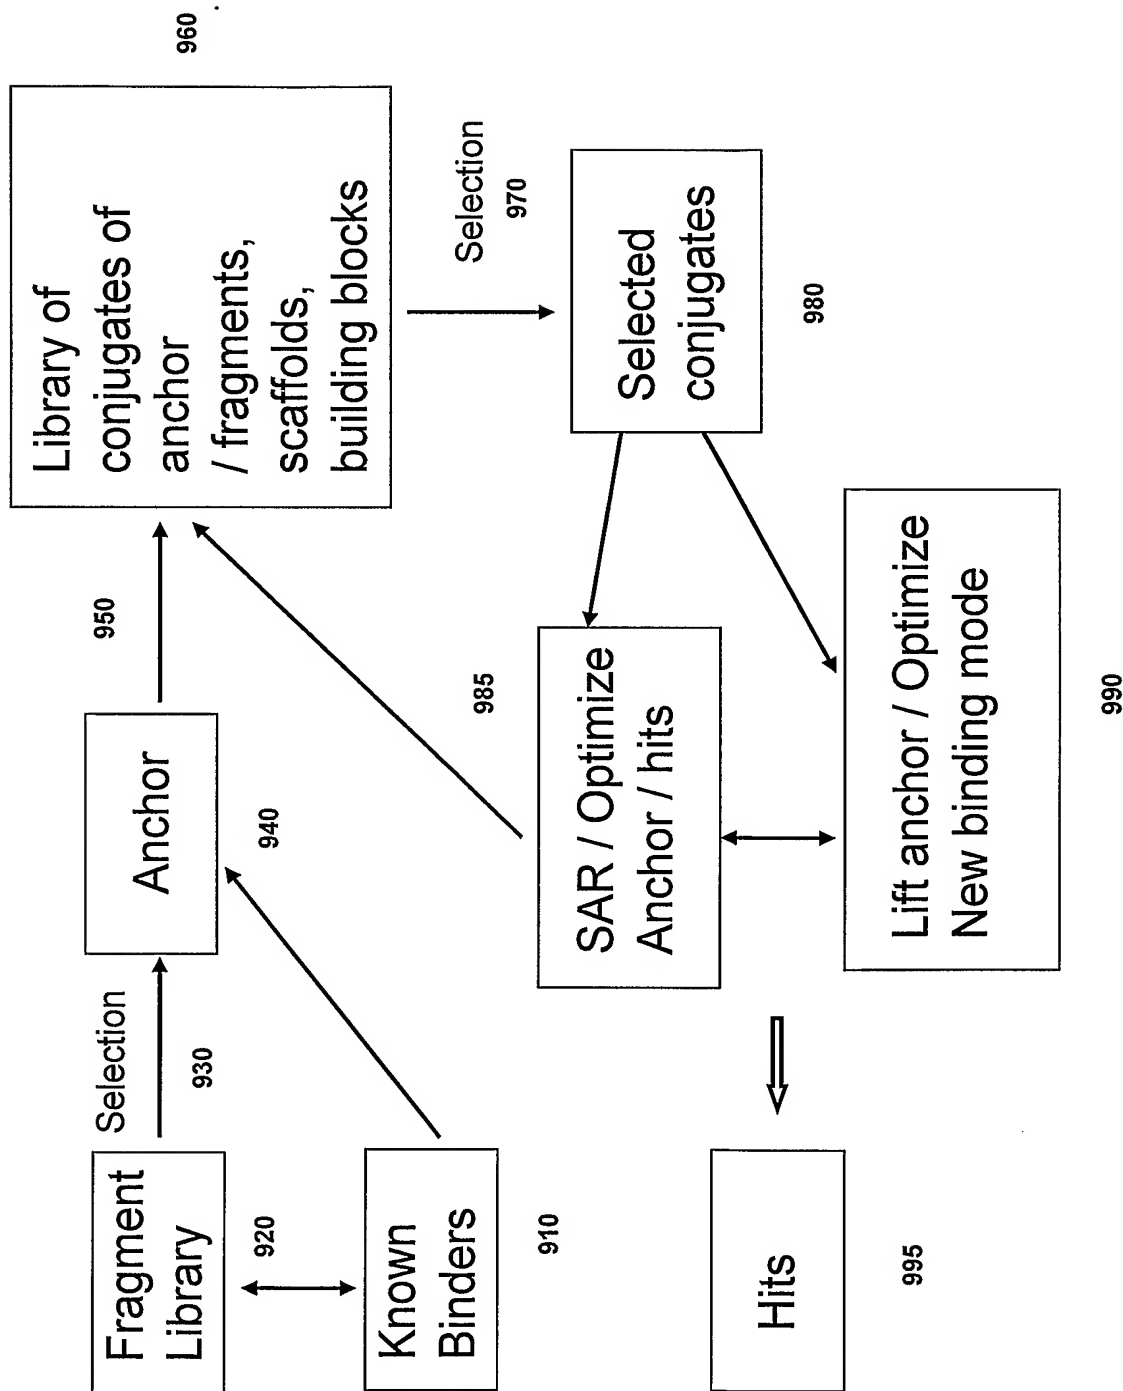 Fragment
Library
920
Known
Binders
910
Selection
930
Anchor
940
950
Library of
conjugates of
anchor
/ fragments,
scaffolds,
building blocks
960
Selection
970
Selected
conjugates
980
SAR / Optimize
Anchor / hits
985
Lift anchor / Optimize
New binding mode
990
Hits
995